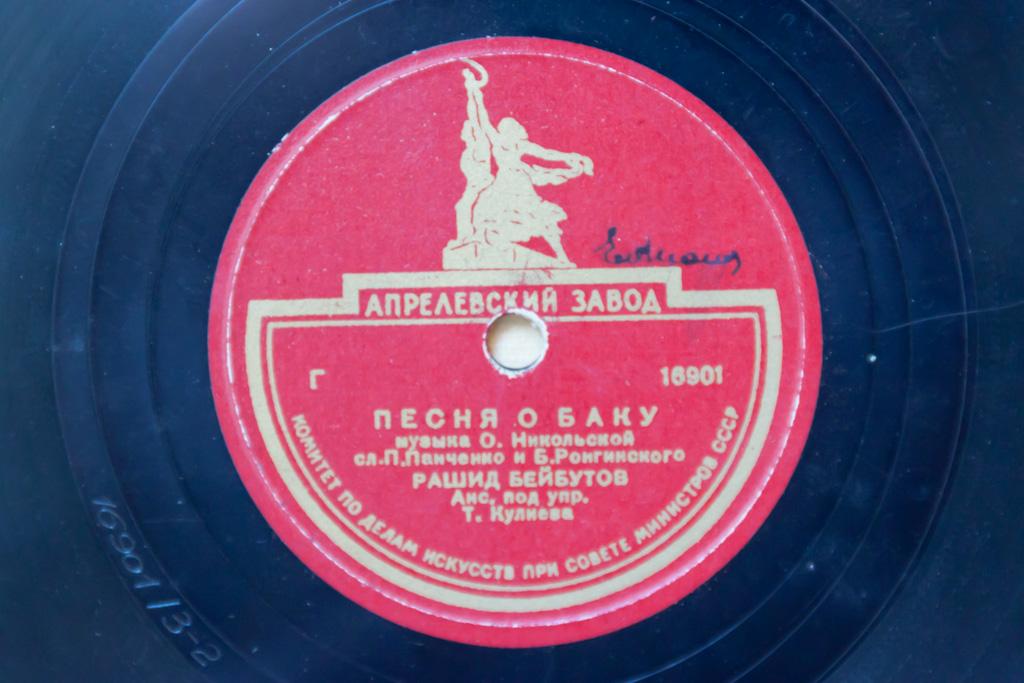 АПРЕЛЕВСКИЙ ЗАВОД
Г 16901
ПЕСНЯ О БАКУ
музыка О. Никольской
сл.П.Панченко и Б.Ронгинского
РАШИД БЕЙБУТОВ
Анс. под упр.
Т. Кулиева
КОМИТЕТ ПО ДЕЛАМ ИСКУССТВ ПРИ СОВЕТЕ МИНИСТРОВ СССР
16901/3-2